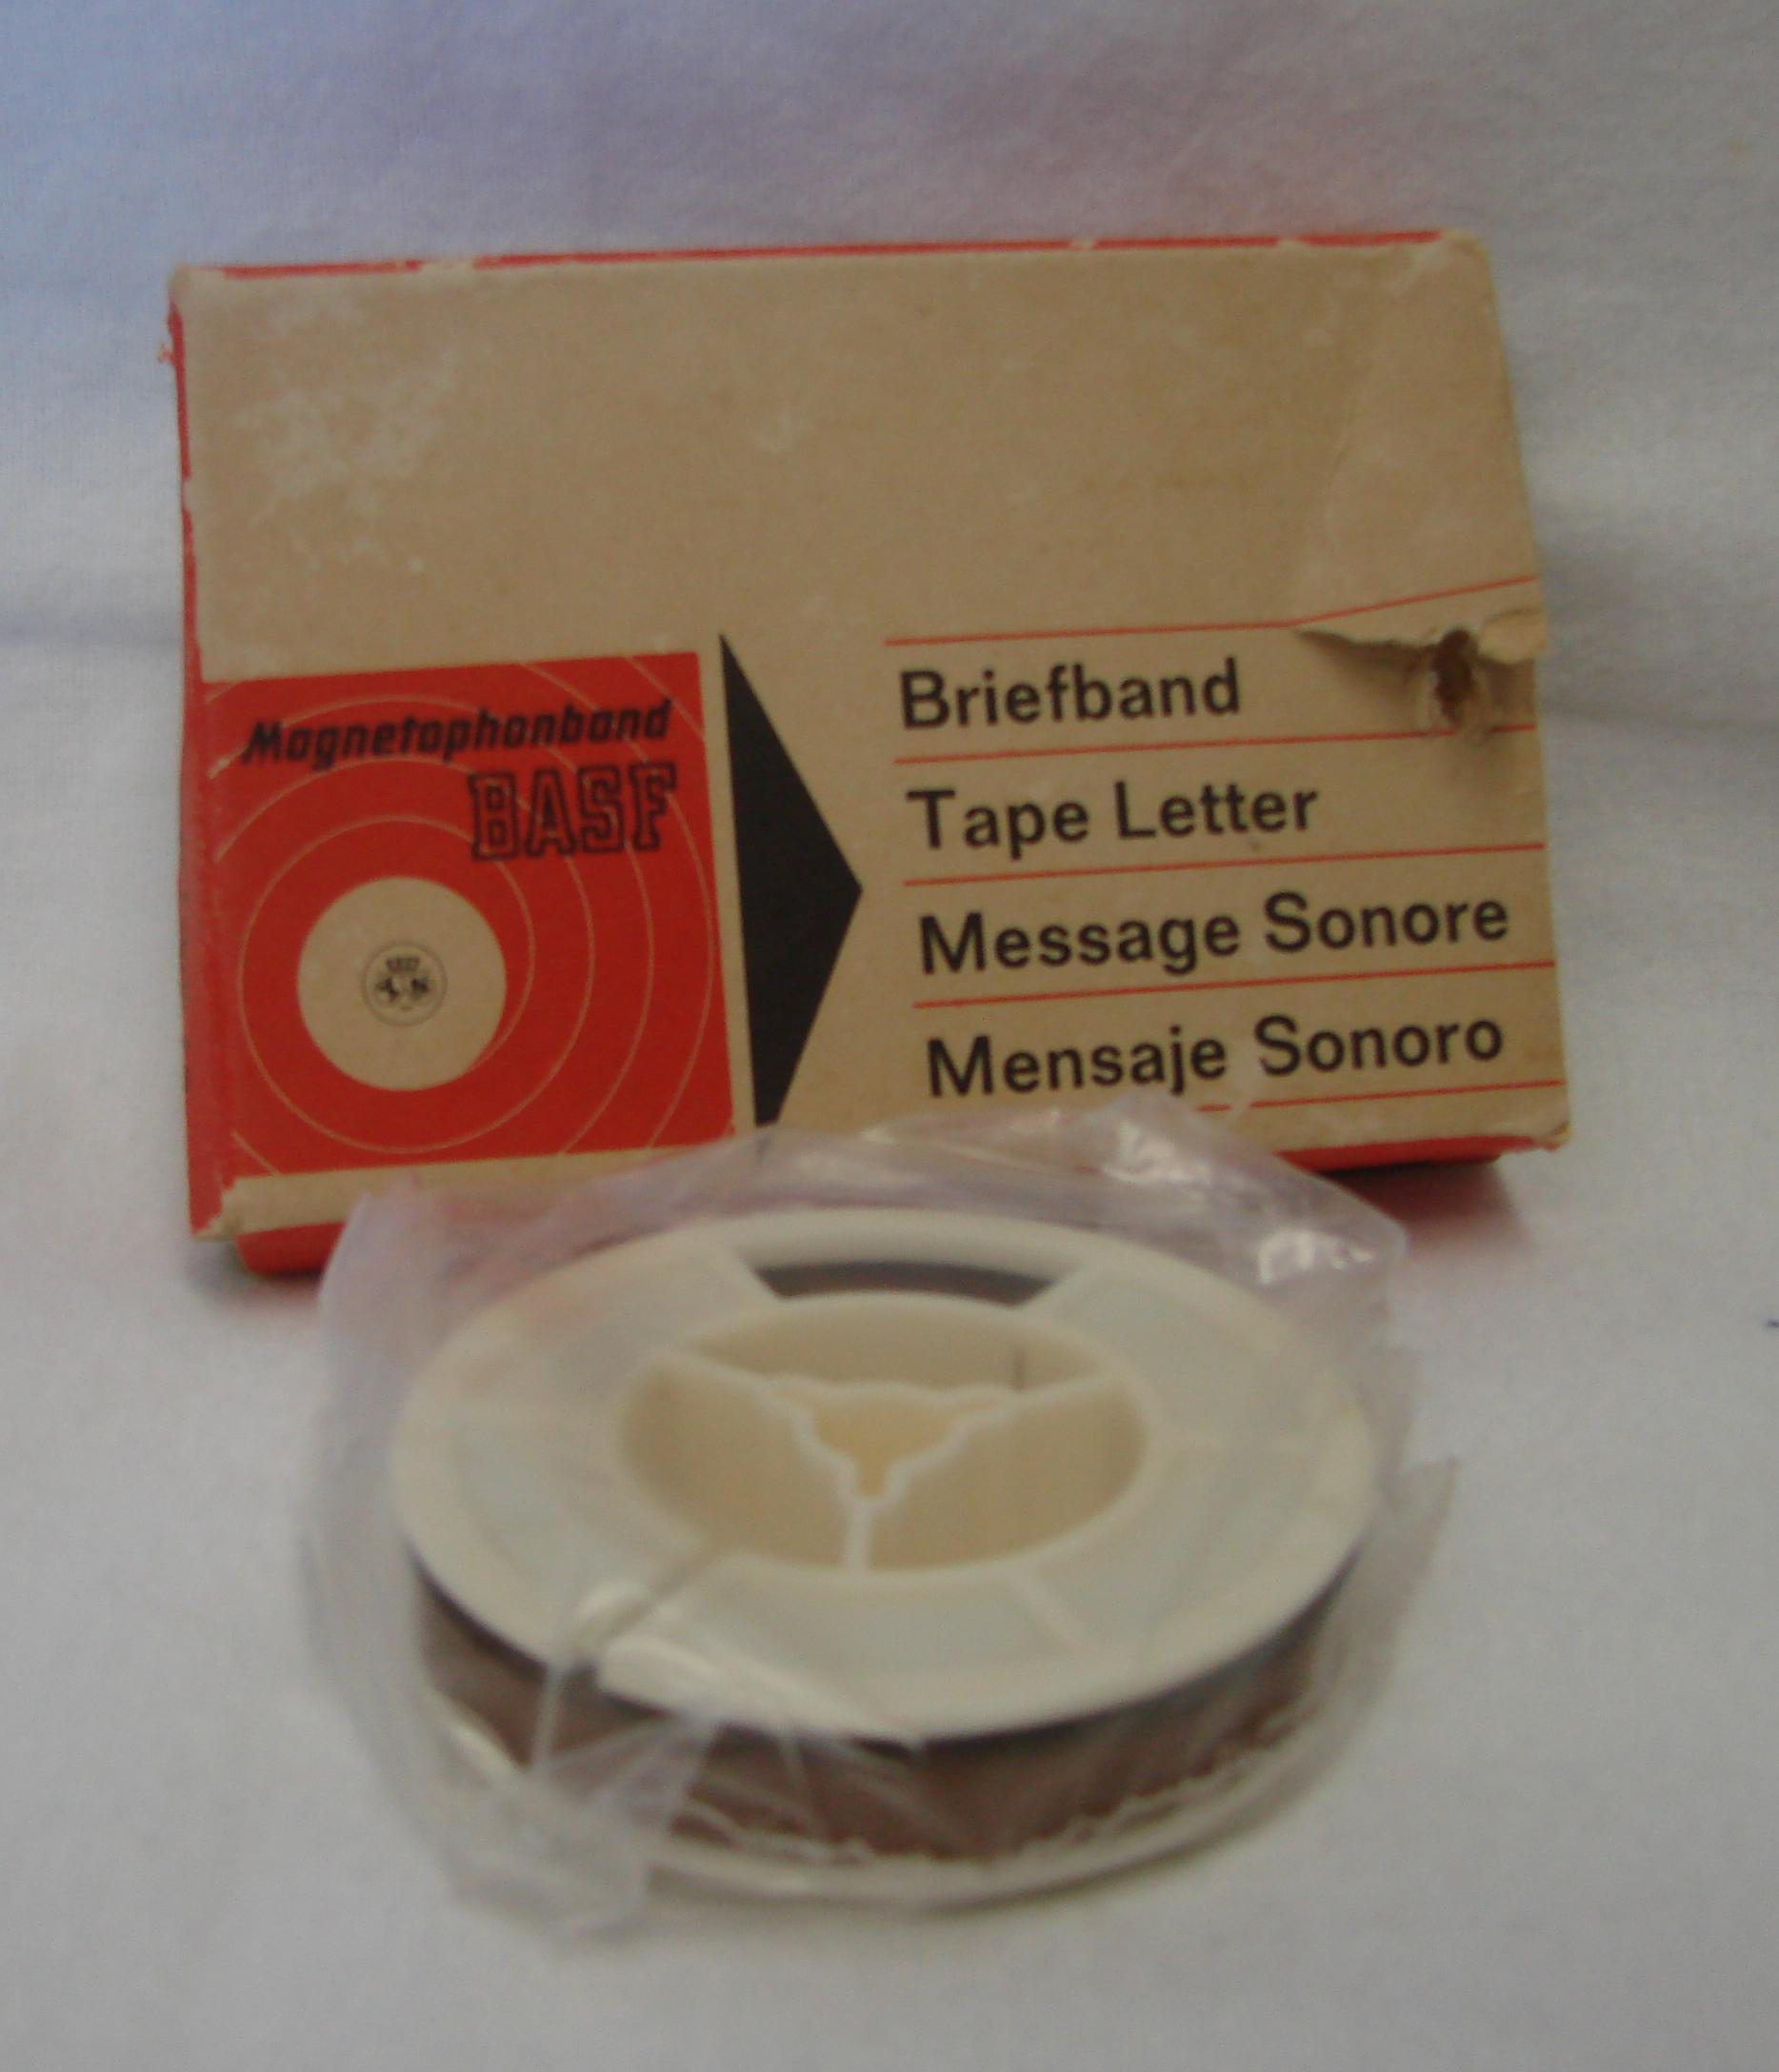 Magnetophonband
BASF
Briefband
Tape Letter
Message Sonore
Mensaje Sonoro